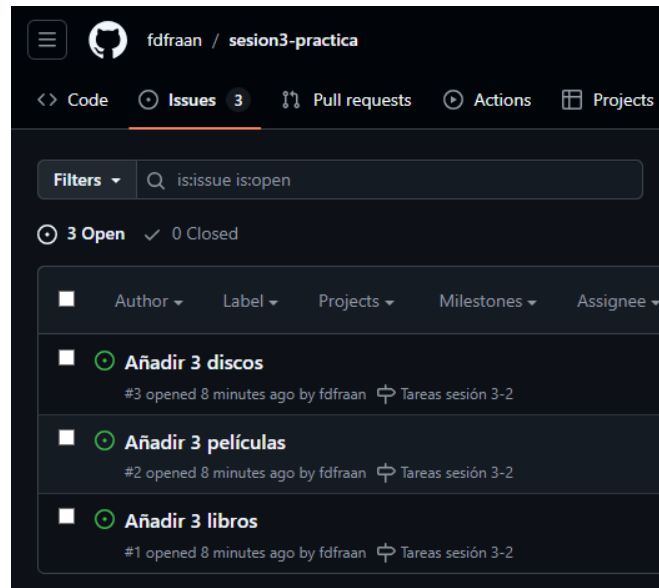 fdfraan / sesion3-practica
<> Code Issues 3 Pull requests Actions Projects
Filters is:issue is:open
3 Open 0 Closed
Author Label Projects Milestones Assignee
Añadir 3 discos
#3 opened 8 minutes ago by fdfraan Tareas sesión 3-2
Añadir 3 películas
#2 opened 8 minutes ago by fdfraan Tareas sesión 3-2
Añadir 3 libros
#1 opened 8 minutes ago by fdfraan Tareas sesión 3-2